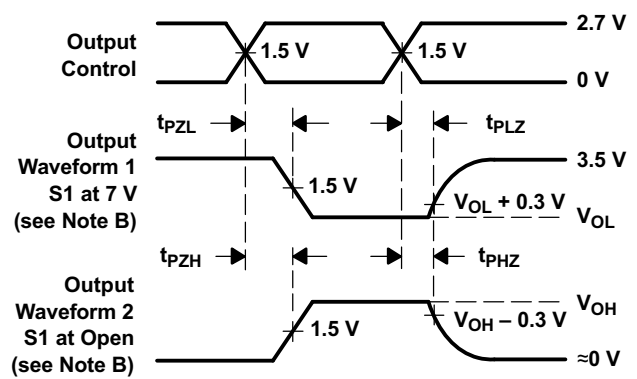 Output
Control
1.5 V
1.5 V
2.7 V
0 V
tPZL
tPLZ
Output
Waveform 1
S1 at 7 V
(see Note B)
1.5 V
3.5 V
VOL + 0.3 V
VOL
tPZH
tPHZ
Output
Waveform 2
S1 at Open
(see Note B)
1.5 V
VOH
VOH – 0.3 V
≈0 V